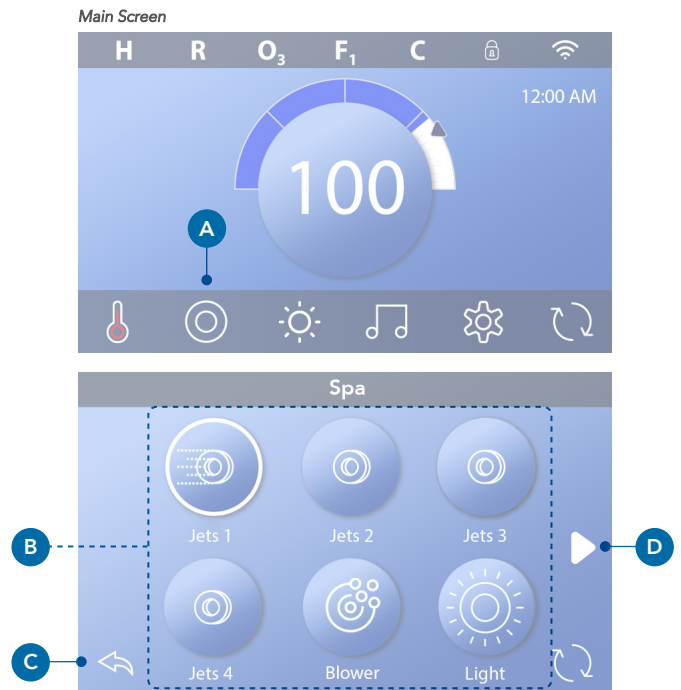 Main Screen
H R O3 F1 C
12:00 AM
100
A
Spa
Jets 1 Jets 2 Jets 3
B
D
Jets 4 Blower Light
C